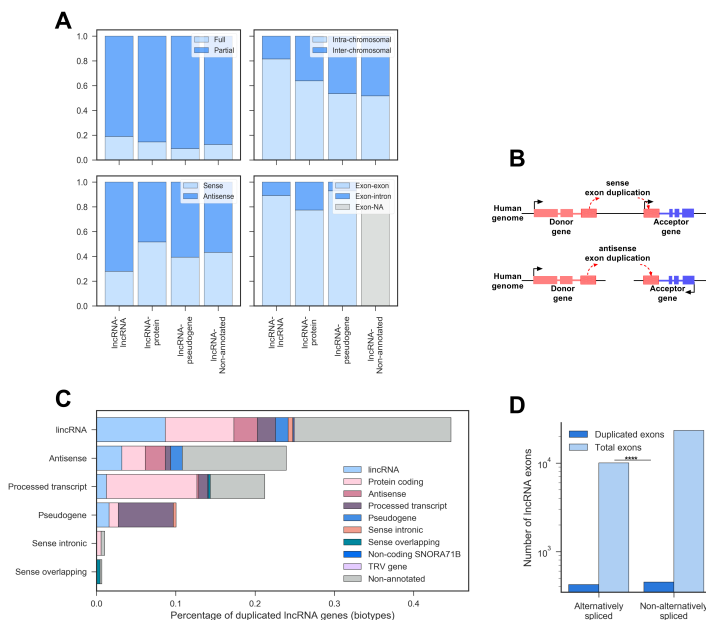 A
1.0
0.8
0.6
0.4
0.2
0.0
Full
Partial
Intra-chromosomal
Inter-chromosomal
1.0
0.8
0.6
0.4
0.2
0.0
Sense
Antisense
Exon-exon
Exon-intron
Exon-NA
lncRNA-
lncRNA
lncRNA-
protein
lncRNA-
pseudogene
lncRNA-
Non-annotated
lncRNA-
lncRNA
lncRNA-
protein
lncRNA-
pseudogene
lncRNA-
Non-annotated
B
sense
exon duplication
Human
genome
Donor
gene
Acceptor
gene
antisense
exon duplication
Human
genome
Donor
gene
Acceptor
gene
C
lincRNA
Antisense
Processed transcript
Pseudogene
Sense intronic
Sense overlapping
lincRNA
Protein coding
Antisense
Processed transcript
Pseudogene
Sense intronic
Sense overlapping
Non-coding SNORA71B
TRV gene
Non-annotated
0.0
0.1
0.2
0.3
0.4
Percentage of duplicated lncRNA genes (biotypes)
D
Number of lncRNA exons
10⁴
10³
Duplicated exons
Total exons
****
Alternatively
spliced
Non-alternatively
spliced